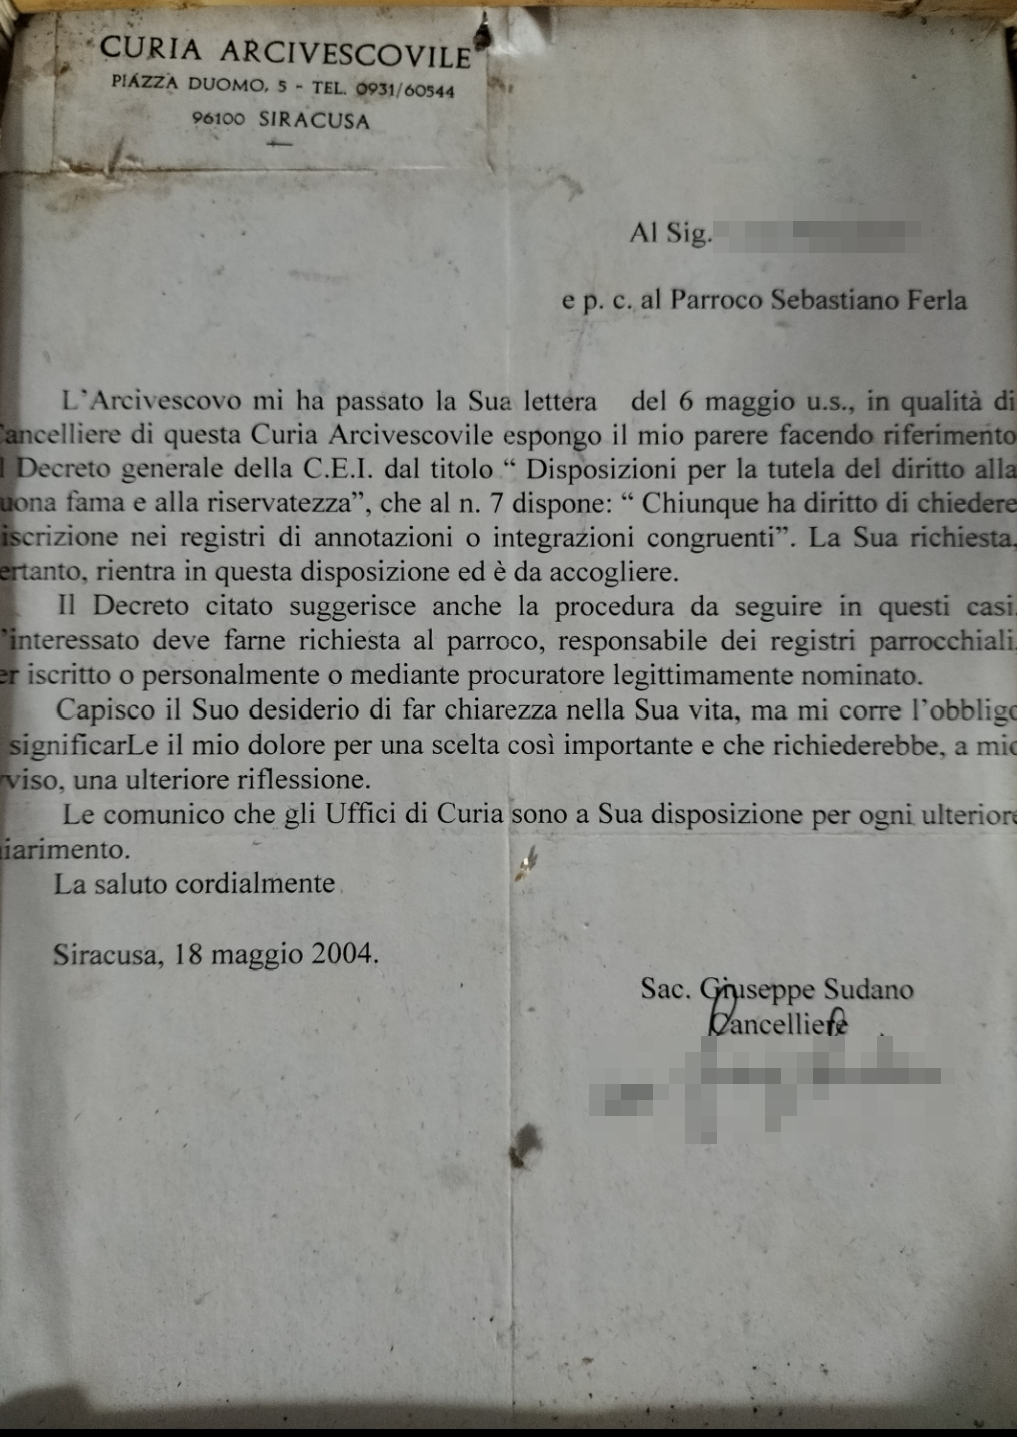 CURIA ARCIVESCOVILE
PIAZZA DUOMO, 5 - TEL. 0931/60544
96100 SIRACUSA
Al Sig.
e p. c. al Parroco Sebastiano Ferla
L'Arcivescovo mi ha passato la Sua lettera del 6 maggio u.s., in qualità di
ancelliere di questa Curia Arcivescovile espongo il mio parere facendo riferimento
l Decreto generale della C.E.I. dal titolo “ Disposizioni per la tutela del diritto alla
uona fama e alla riservatezza”, che al n. 7 dispone: “ Chiunque ha diritto di chiedere
iscrizione nei registri di annotazioni o integrazioni congruenti”. La Sua richiesta,
ertanto, rientra in questa disposizione ed è da accogliere.
Il Decreto citato suggerisce anche la procedura da seguire in questi casi.
'interessato deve farne richiesta al parroco, responsabile dei registri parrocchiali,
er iscritto o personalmente o mediante procuratore legittimamente nominato.
Capisco il Suo desiderio di far chiarezza nella Sua vita, ma mi corre l'obbligo
significarLe il mio dolore per una scelta così importante e che richiederebbe, a mio
vviso, una ulteriore riflessione.
Le comunico che gli Uffici di Curia sono a Sua disposizione per ogni ulteriore
iarimento.
La saluto cordialmente
Siracusa, 18 maggio 2004.
Sac. Giuseppe Sudano
Cancelliere